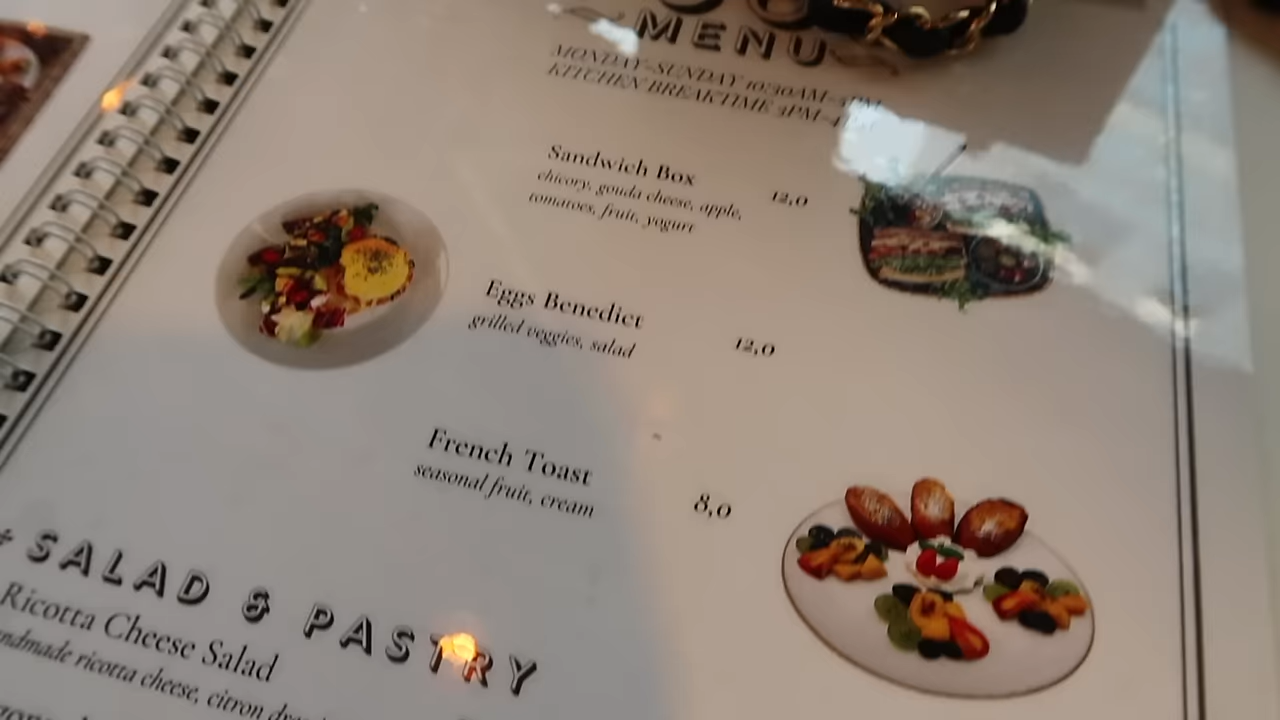 MENU
MONDAY-SUNDAY 10:30AM-5PM
KITCHEN BREAKTIME 3PM-
Sandwich Box
12,0
chicory, gouda cheese, apple,
tomatoes, fruit, yogurt
Eggs Benedict
12,0
grilled veggies, salad
French Toast
8,0
seasonal fruit, cream
SALAD & PASTRY
Ricotta Cheese Salad
ricotta cheese, citron